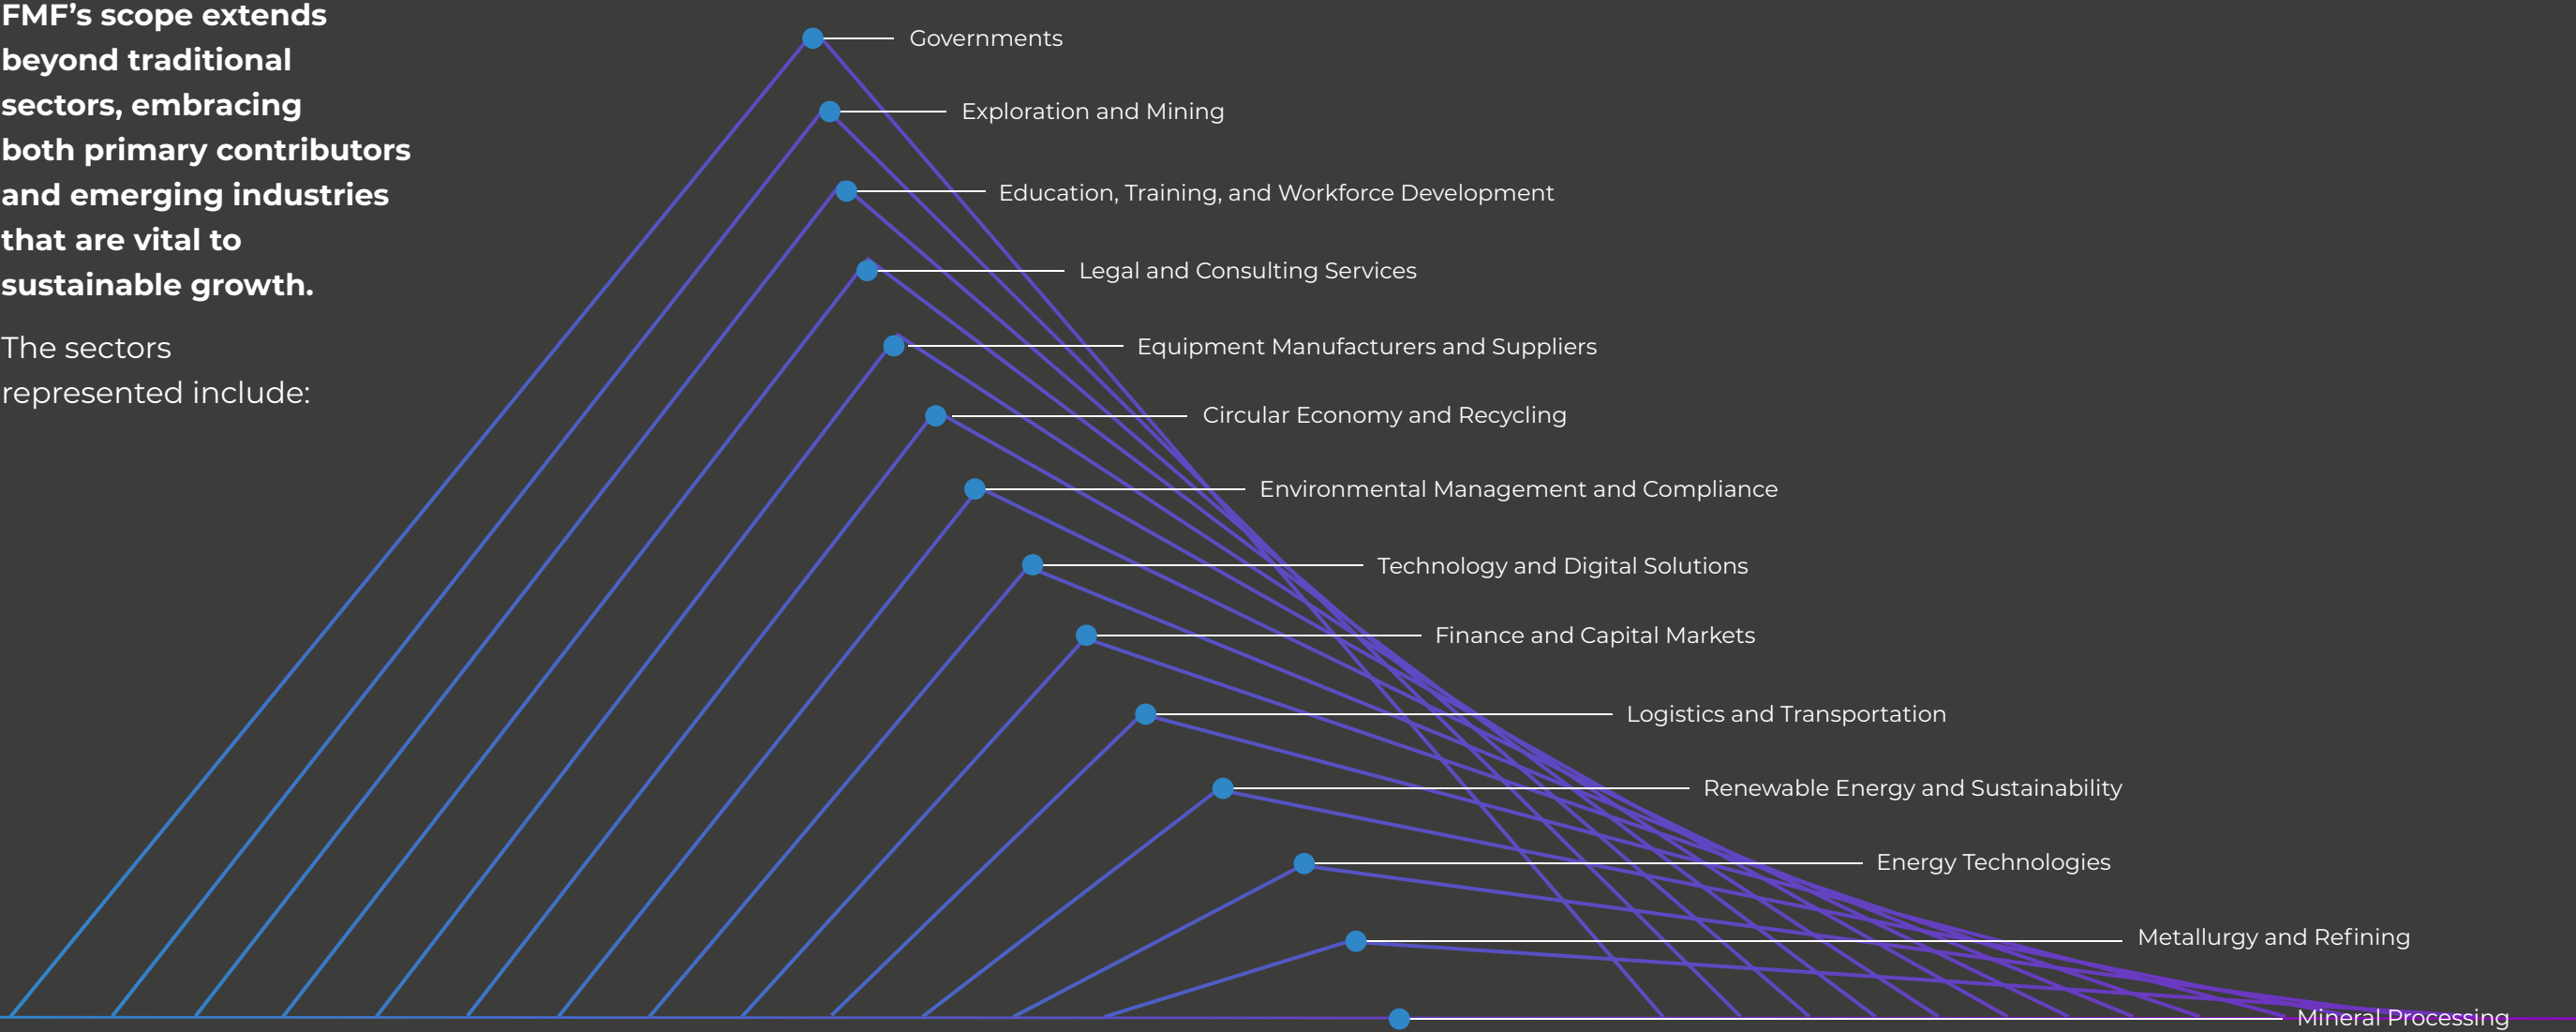 FMF’s scope extends
beyond traditional
sectors, embracing
both primary contributors
and emerging industries
that are vital to
sustainable growth.
The sectors
represented include:
Governments
Exploration and Mining
Education, Training, and Workforce Development
Legal and Consulting Services
Equipment Manufacturers and Suppliers
Circular Economy and Recycling
Environmental Management and Compliance
Technology and Digital Solutions
Finance and Capital Markets
Logistics and Transportation
Renewable Energy and Sustainability
Energy Technologies
Metallurgy and Refining
Mineral Processing